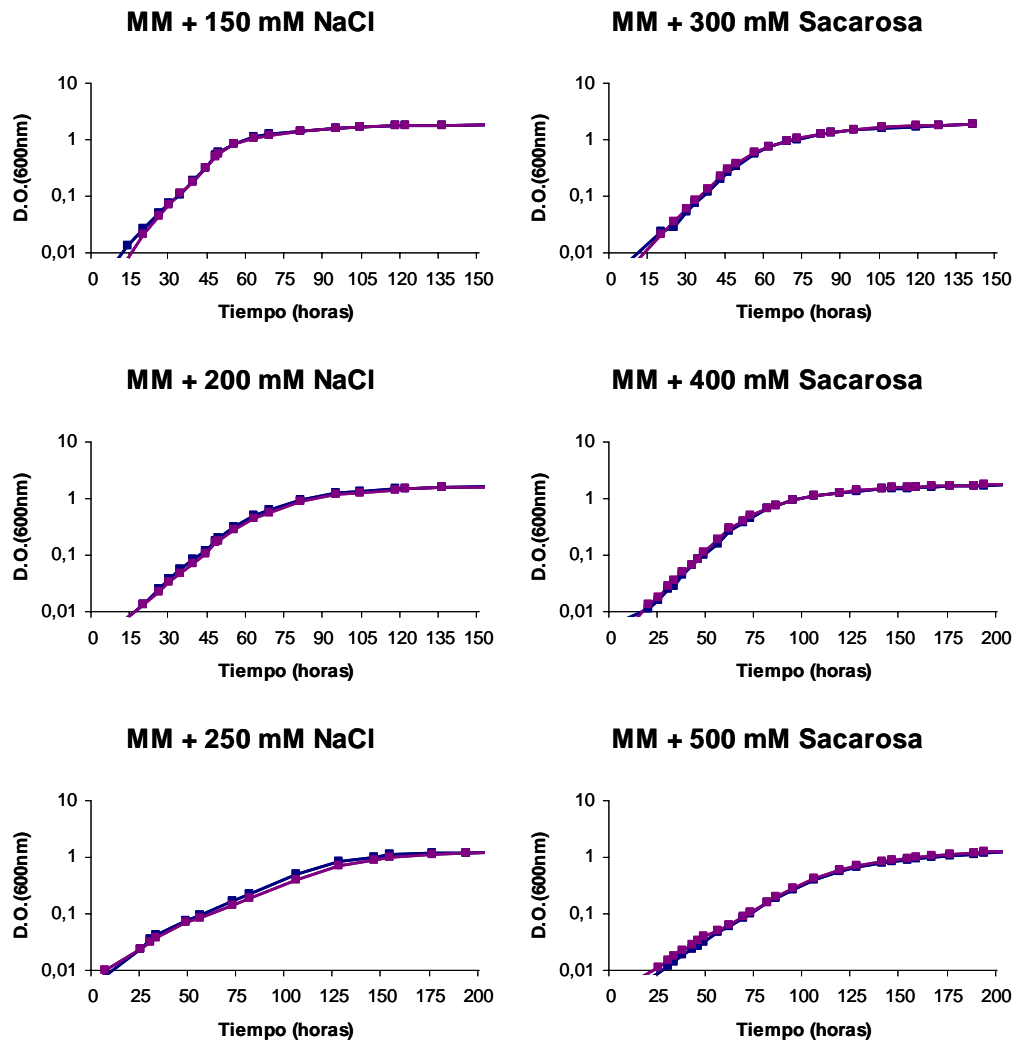 MM + 150 mM NaCl
10
1
0,1
0,01
D.O.(600nm)
0 15 30 45 60 75 90 105 120 135 150
Tiempo (horas)
MM + 300 mM Sacarosa
10
1
0,1
0,01
D.O.(600nm)
0 15 30 45 60 75 90 105 120 135 150
Tiempo (horas)
MM + 200 mM NaCl
10
1
0,1
0,01
D.O.(600nm)
0 15 30 45 60 75 90 105 120 135 150
Tiempo (horas)
MM + 400 mM Sacarosa
10
1
0,1
0,01
D.O.(600nm)
0 25 50 75 100 125 150 175 200
Tiempo (horas)
MM + 250 mM NaCl
10
1
0,1
0,01
D.O.(600nm)
0 25 50 75 100 125 150 175 200
Tiempo (horas)
MM + 500 mM Sacarosa
10
1
0,1
0,01
D.O.(600nm)
0 25 50 75 100 125 150 175 200
Tiempo (horas)